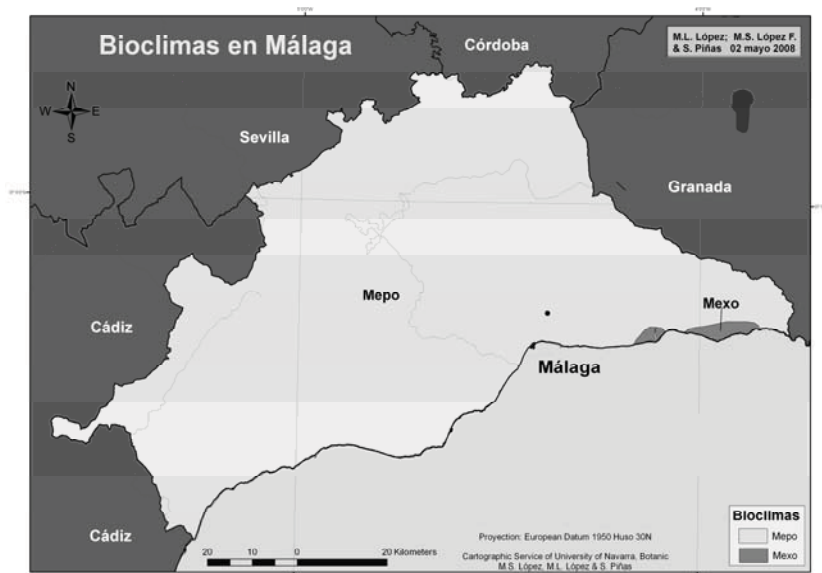 Bioclimas en Málaga
Córdoba
M.L. López; M.S. López F.
& S. Piñas 02 mayo 2008
N
W E
S
Sevilla
Granada
Mepo
Mexo
Cádiz
Málaga
Cádiz
Bioclimas
Mepo
Mexo
20 10 0 20 Kilometers
Proyection: European Datum 1950 Huso 30N
Cartographic Service of University of Navarra, Botanic
M.S. López, M.L. López & S. Piñas